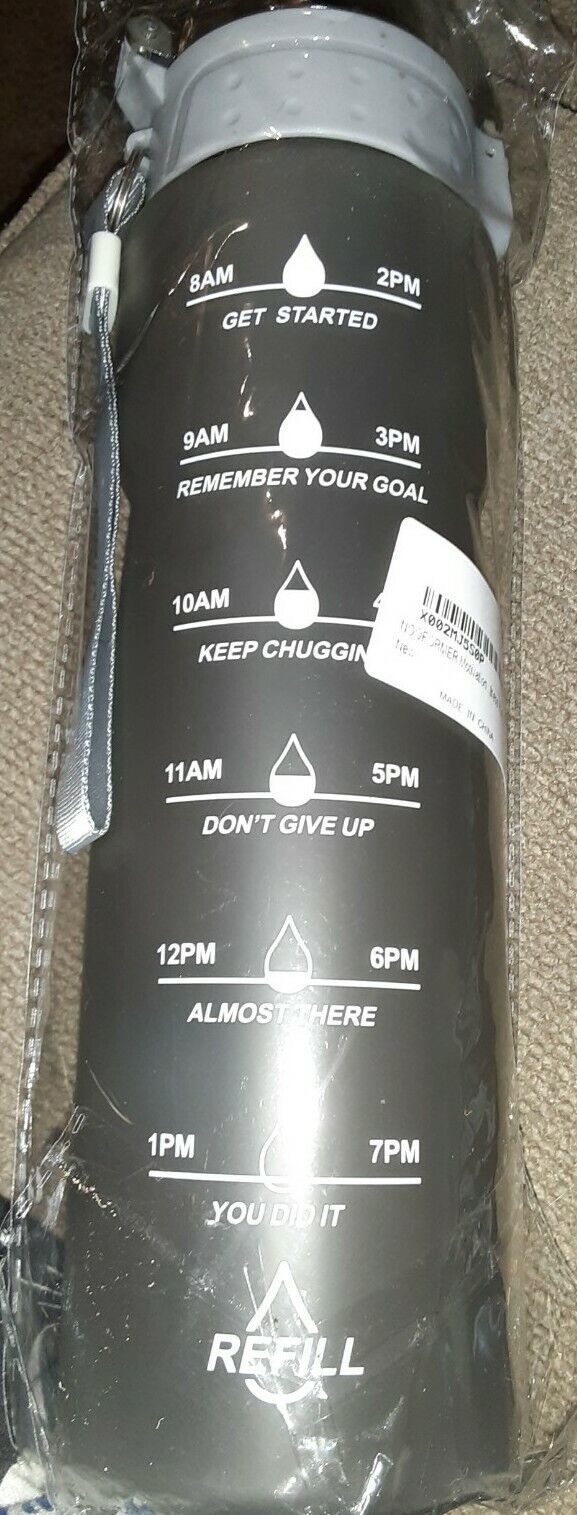 8AM 2PM
GET STARTED
9AM 3PM
REMEMBER YOUR GOAL
10AM
KEEP CHUGGIN
X002MJ5S0P
MADE IN CHINA
11AM 5PM
DON'T GIVE UP
12PM 6PM
ALMOST THERE
1PM 7PM
YOU DID IT
REFILL